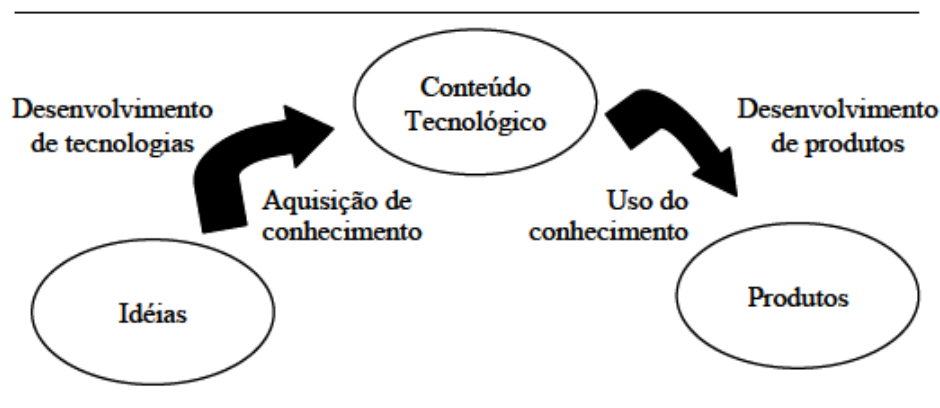 Conteúdo
Tecnológico
Desenvolvimento
de tecnologias
Desenvolvimento
de produtos
Aquisição de
conhecimento
Uso do
conhecimento
Idéias
Produtos